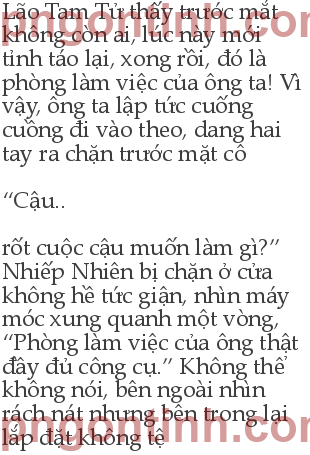 Lão Tam Tử thấy trước mắt
không còn ai, lúc này mới
tỉnh táo lại, xong rồi, đó là
phòng làm việc của ông ta! Vì
vậy, ông ta lập tức cuống
cuồng đi vào theo, dang hai
tay ra chặn trước mặt cô
“Cậu..
rốt cuộc cậu muốn làm gì?”
Nhiếp Nhiên bị chặn ở cửa
không hề tức giận, nhìn máy
móc xung quanh một vòng,
“Phòng làm việc của ông thật
đầy đủ công cụ.” Không thể
không nói, bên ngoài nhìn
rách nát nhưng bên trong lại
lắp đặt không tệ
pngontinh.com
pngontinh.com